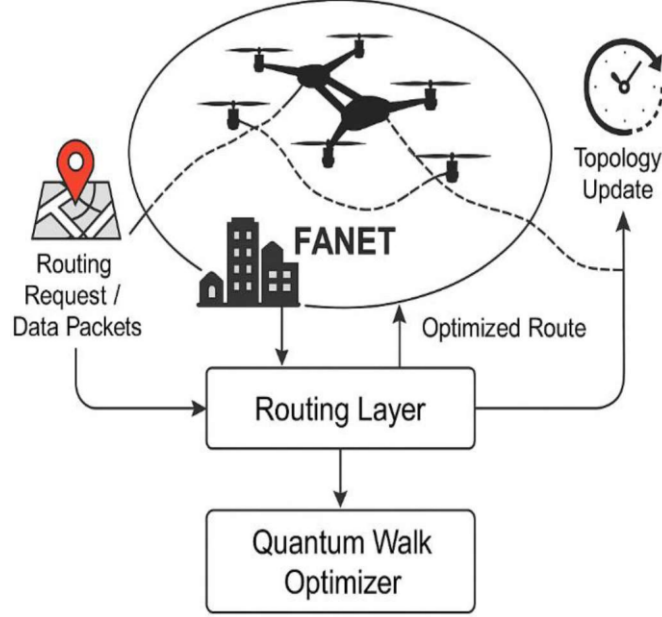 Topology
Update
FANET
Routing
Request /
Data Packets
Optimized Route
Routing Layer
Quantum Walk
Optimizer